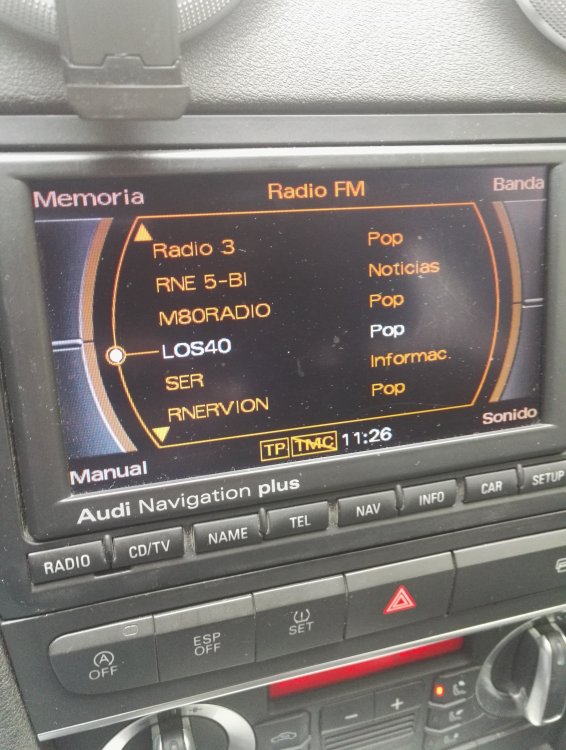 Memoria Radio FM Banda
Radio 3 Pop
RNE 5-BI Noticias
M80RADIO Pop
LOS40 Pop
SER Informac.
RNERVION Pop
Manual TP TMC 11:26 Sonido
Audi Navigation plus
RADIO CD/TV NAME TEL NAV INFO CAR SETUP
OFF ESP OFF SET
− +